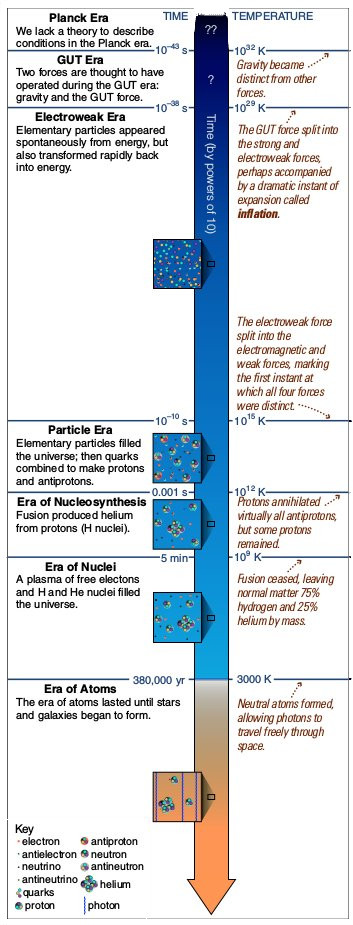 TIME
TEMPERATURE
Planck Era
We lack a theory to describe
conditions in the Planck era.
??
10-43 s
10³² K
GUT Era
Two forces are thought to have
operated during the GUT era:
gravity and the GUT force.
?
Gravity became
distinct from other
forces.
10-38 s
10²⁹ K
Electroweak Era
Elementary particles appeared
spontaneously from energy, but
also transformed rapidly back
into energy.
Time (by powers of 10)
The GUT force split into
the strong and
electroweak forces,
perhaps accompanied
by a dramatic instant of
expansion called
inflation.
The electroweak force
split into the
electromagnetic and
weak forces, marking
the first instant at
which all four forces
were distinct.
10-10 s
10¹⁵ K
Particle Era
Elementary particles filled
the universe; then quarks
combined to make protons
and antiprotons.
0.001 s
10¹² K
Era of Nucleosynthesis
Fusion produced helium
from protons (H nuclei).
Protons annihilated
virtually all antiprotons,
but some protons
remained.
5 min
10⁹ K
Era of Nuclei
A plasma of free electons
and H and He nuclei filled
the universe.
Fusion ceased, leaving
normal matter 75%
hydrogen and 25%
helium by mass.
380,000 yr
3000 K
Era of Atoms
The era of atoms lasted until stars
and galaxies began to form.
Neutral atoms formed,
allowing photons to
travel freely through
space.
Key
electron
antielectron
neutrino
antineutrino
quarks
proton
antiproton
neutron
antineutron
helium
photon